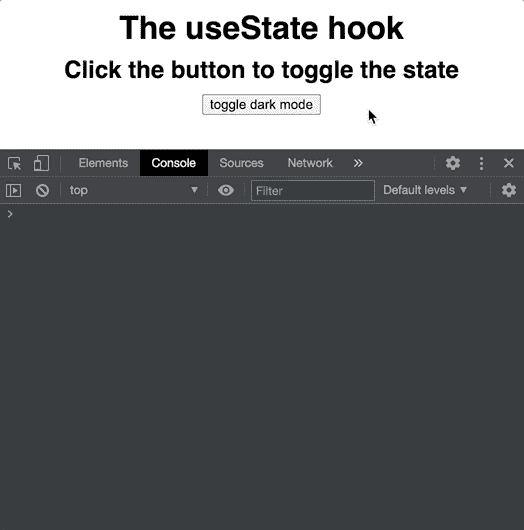 The useState hook
Click the button to toggle the state
toggle dark mode
Elements Console Sources Network »
top Filter Default levels